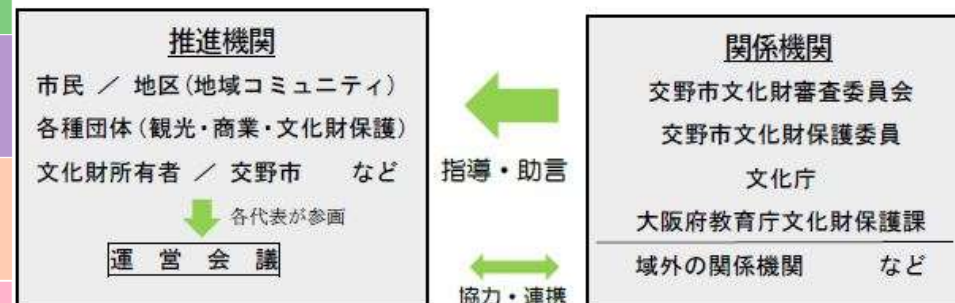 推進機関
市民 ／ 地区(地域コミュニティ)
各種団体(観光・商業・文化財保護)
文化財所有者 ／ 交野市 など
各代表が参画
運 営 会 議
指導・助言
協力・連携
関係機関
交野市文化財審査委員会
交野市文化財保護委員
文化庁
大阪府教育庁文化財保護課
域外の関係機関 など